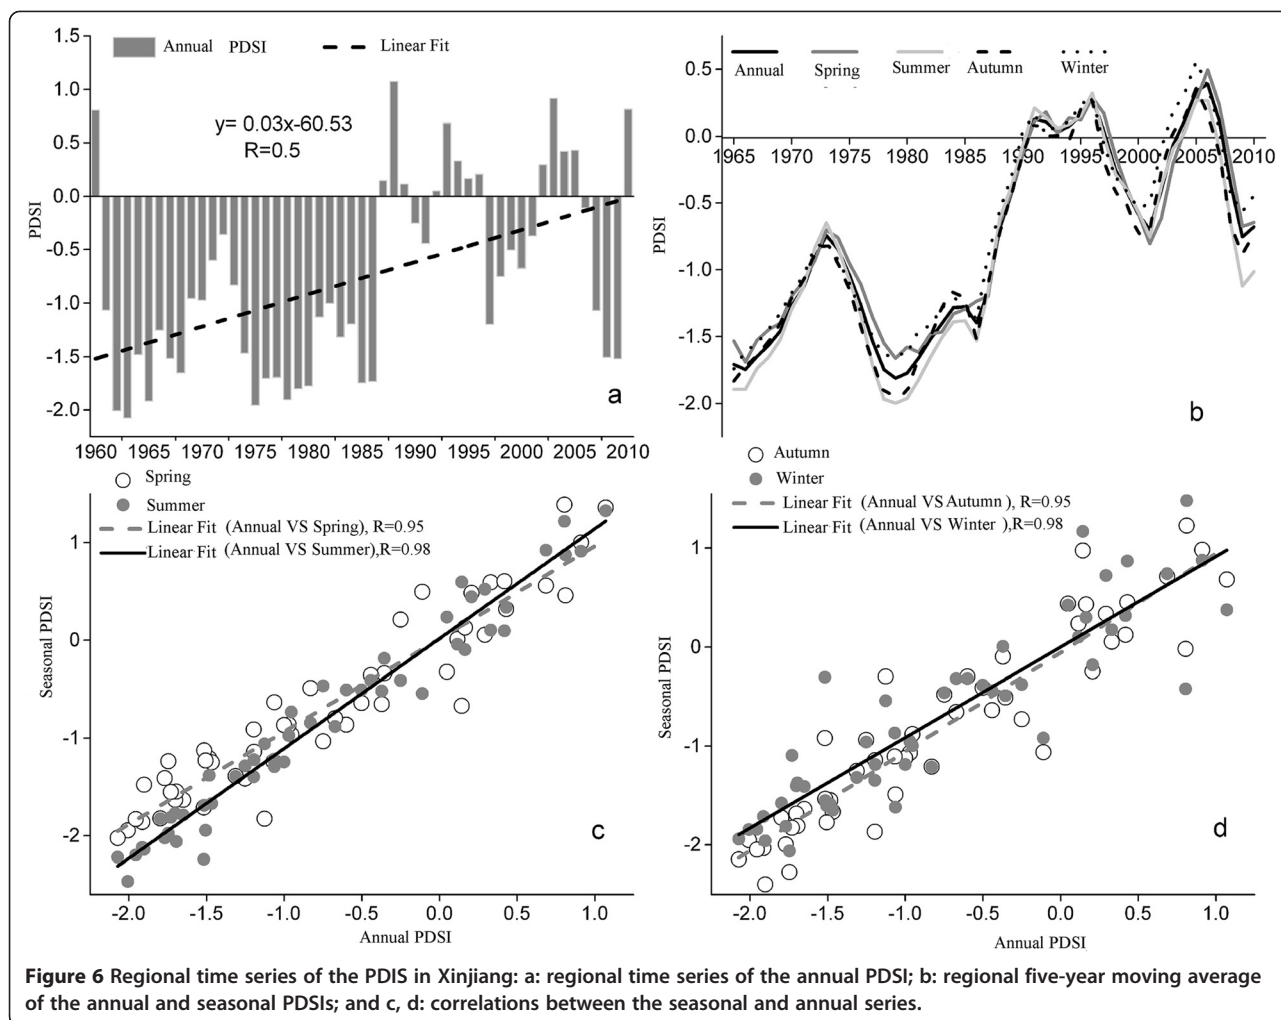 1.5
1.0
0.5
0.0
-0.5
-1.0
-1.5
-2.0
PDSI
Annual PDSI Linear Fit
y= 0.03x-60.53
R=0.5
a
1960 1965 1970 1975 1980 1985 1990 1995 2000 2005 2010
0.5
0.0
-0.5
-1.0
-1.5
-2.0
PDSI
Annual Spring Summer Autumn Winter
1965 1970 1975 1980 1985 1990 1995 2000 2005 2010
b
Spring
Summer
Linear Fit (Annual VS Spring), R=0.95
Linear Fit (Annual VS Summer),R=0.98
1
0
-1
-2
Seasonal PDSI
c
-2.0 -1.5 -1.0 -0.5 0.0 0.5 1.0
Annual PDSI
Autumn
Winter
Linear Fit (Annual VS Autumn ), R=0.95
Linear Fit (Annual VS Winter ),R=0.98
1
0
-1
-2
Seasonal PDSI
d
-2.0 -1.5 -1.0 -0.5 0.0 0.5 1.0
Annual PDSI
Figure 6 Regional time series of the PDIS in Xinjiang: a: regional time series of the annual PDSI; b: regional five-year moving average
of the annual and seasonal PDSIs; and c, d: correlations between the seasonal and annual series.